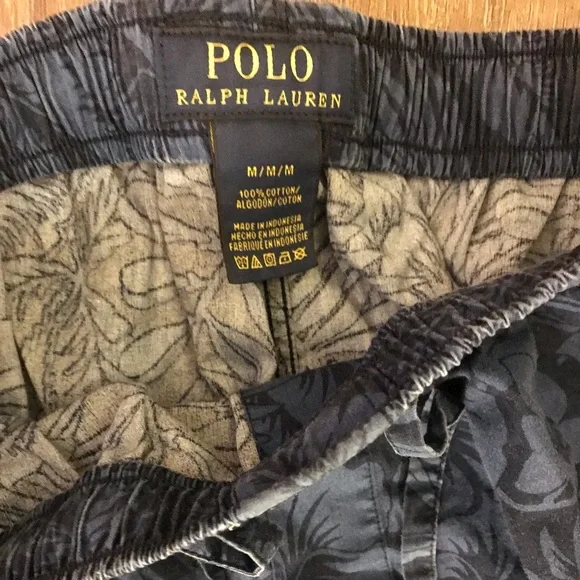 POLO
RALPH LAUREN
M/M/M
100% COTTON/
ALGODÓN/COTON
MADE IN INDONESIA
HECHO EN INDONESIA
FABRIQUÉ EN INDONÉSIE